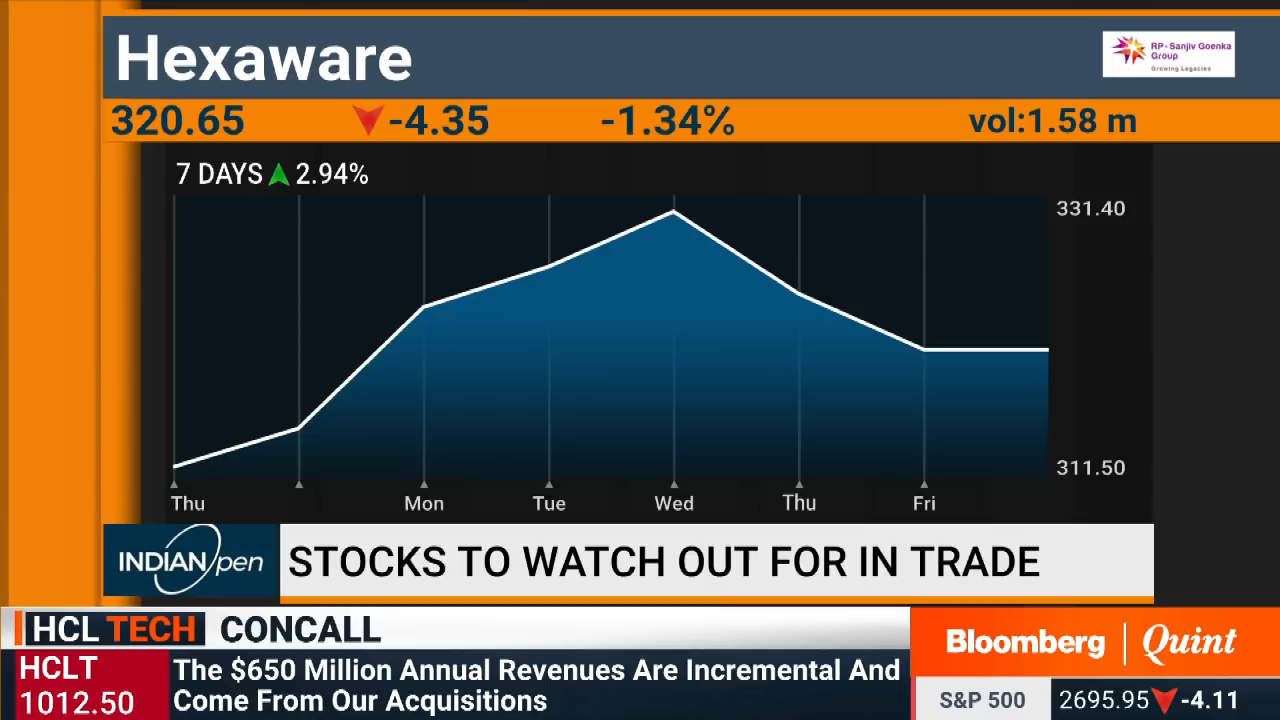 Hexaware
RP-Sanjiv Goenka
Group
Growing Legacies
320.65 -4.35 -1.34% vol:1.58 m
7 DAYS 2.94%
331.40
311.50
Thu Mon Tue Wed Thu Fri
INDIAN Open
STOCKS TO WATCH OUT FOR IN TRADE
HCL TECH CONCALL
HCLT
1012.50
The $650 Million Annual Revenues Are Incremental And
Come From Our Acquisitions
Bloomberg | Quint
S&P 500 2695.95 -4.11